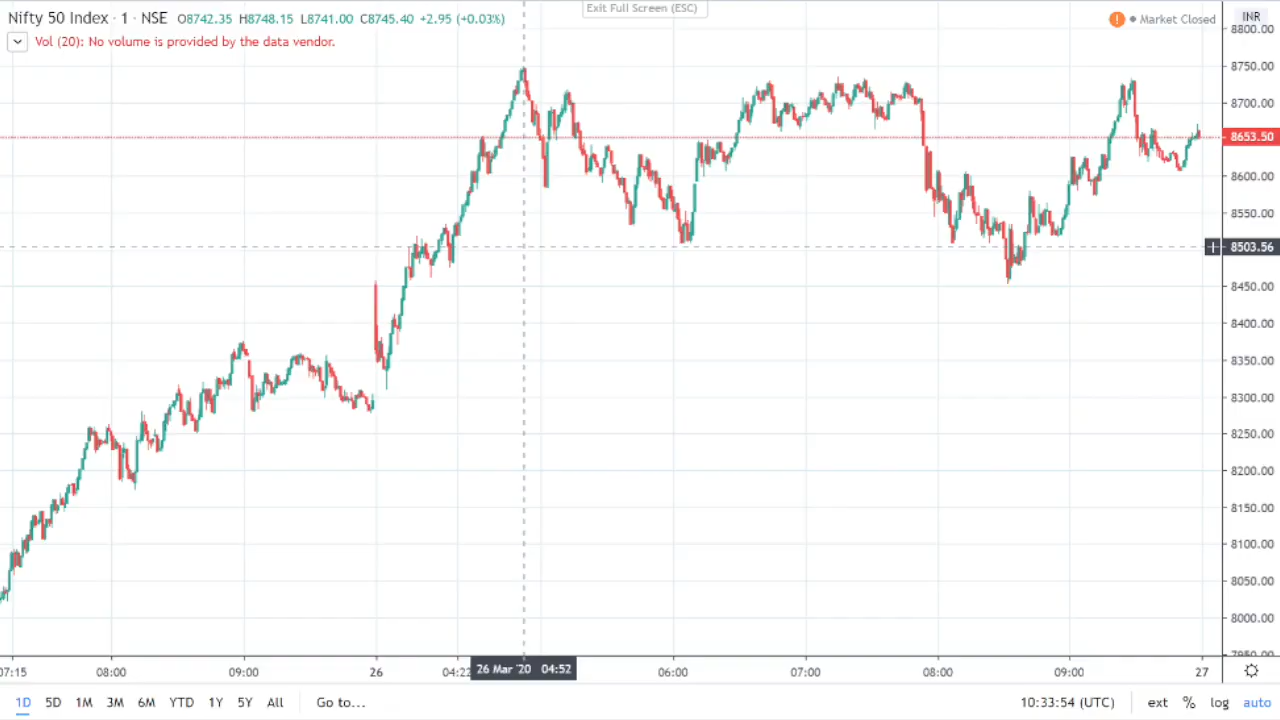 Nifty 50 Index · 1 · NSE O8742.35 H8748.15 L8741.00 C8745.40 +2.95 (+0.03%)
Exit Full Screen (ESC)
! Market Closed
INR
Vol (20): No volume is provided by the data vendor.
8800.00
8750.00
8700.00
8653.50
8600.00
8550.00
8503.56
8450.00
8400.00
8350.00
8300.00
8250.00
8200.00
8150.00
8100.00
8050.00
8000.00
7950.00
07:15 08:00 09:00 26 04:22 26 Mar '20 04:52 06:00 07:00 08:00 09:00 27
1D 5D 1M 3M 6M YTD 1Y 5Y All Go to... 10:33:54 (UTC) ext % log auto